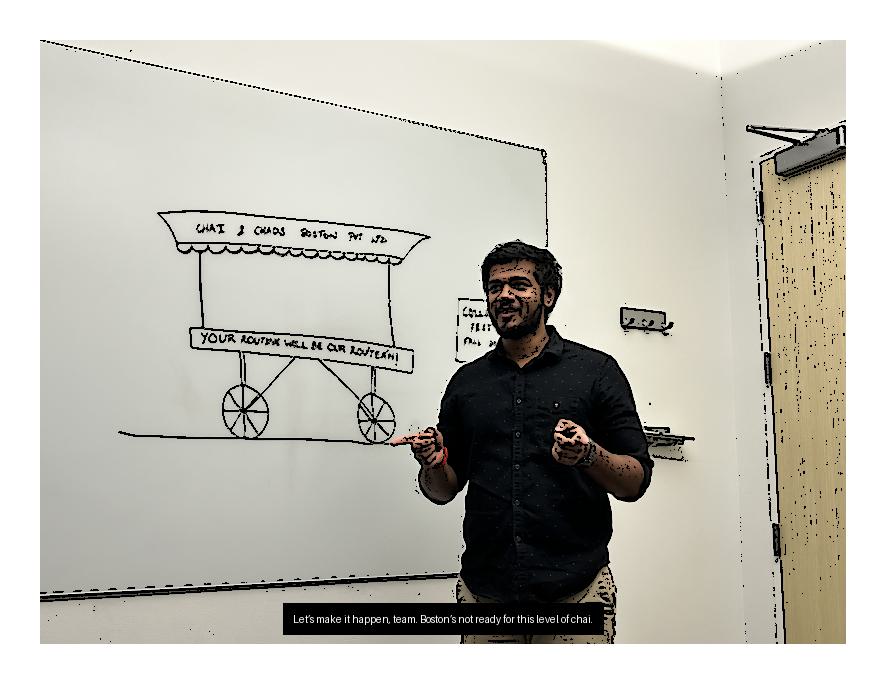 CHAI & CHAOS BOSTON PVT LTD
YOUR ROUTINE WILL BE OUR ROUTEEN!
FALL
Let's make it happen, team. Boston's not ready for this level of chai.